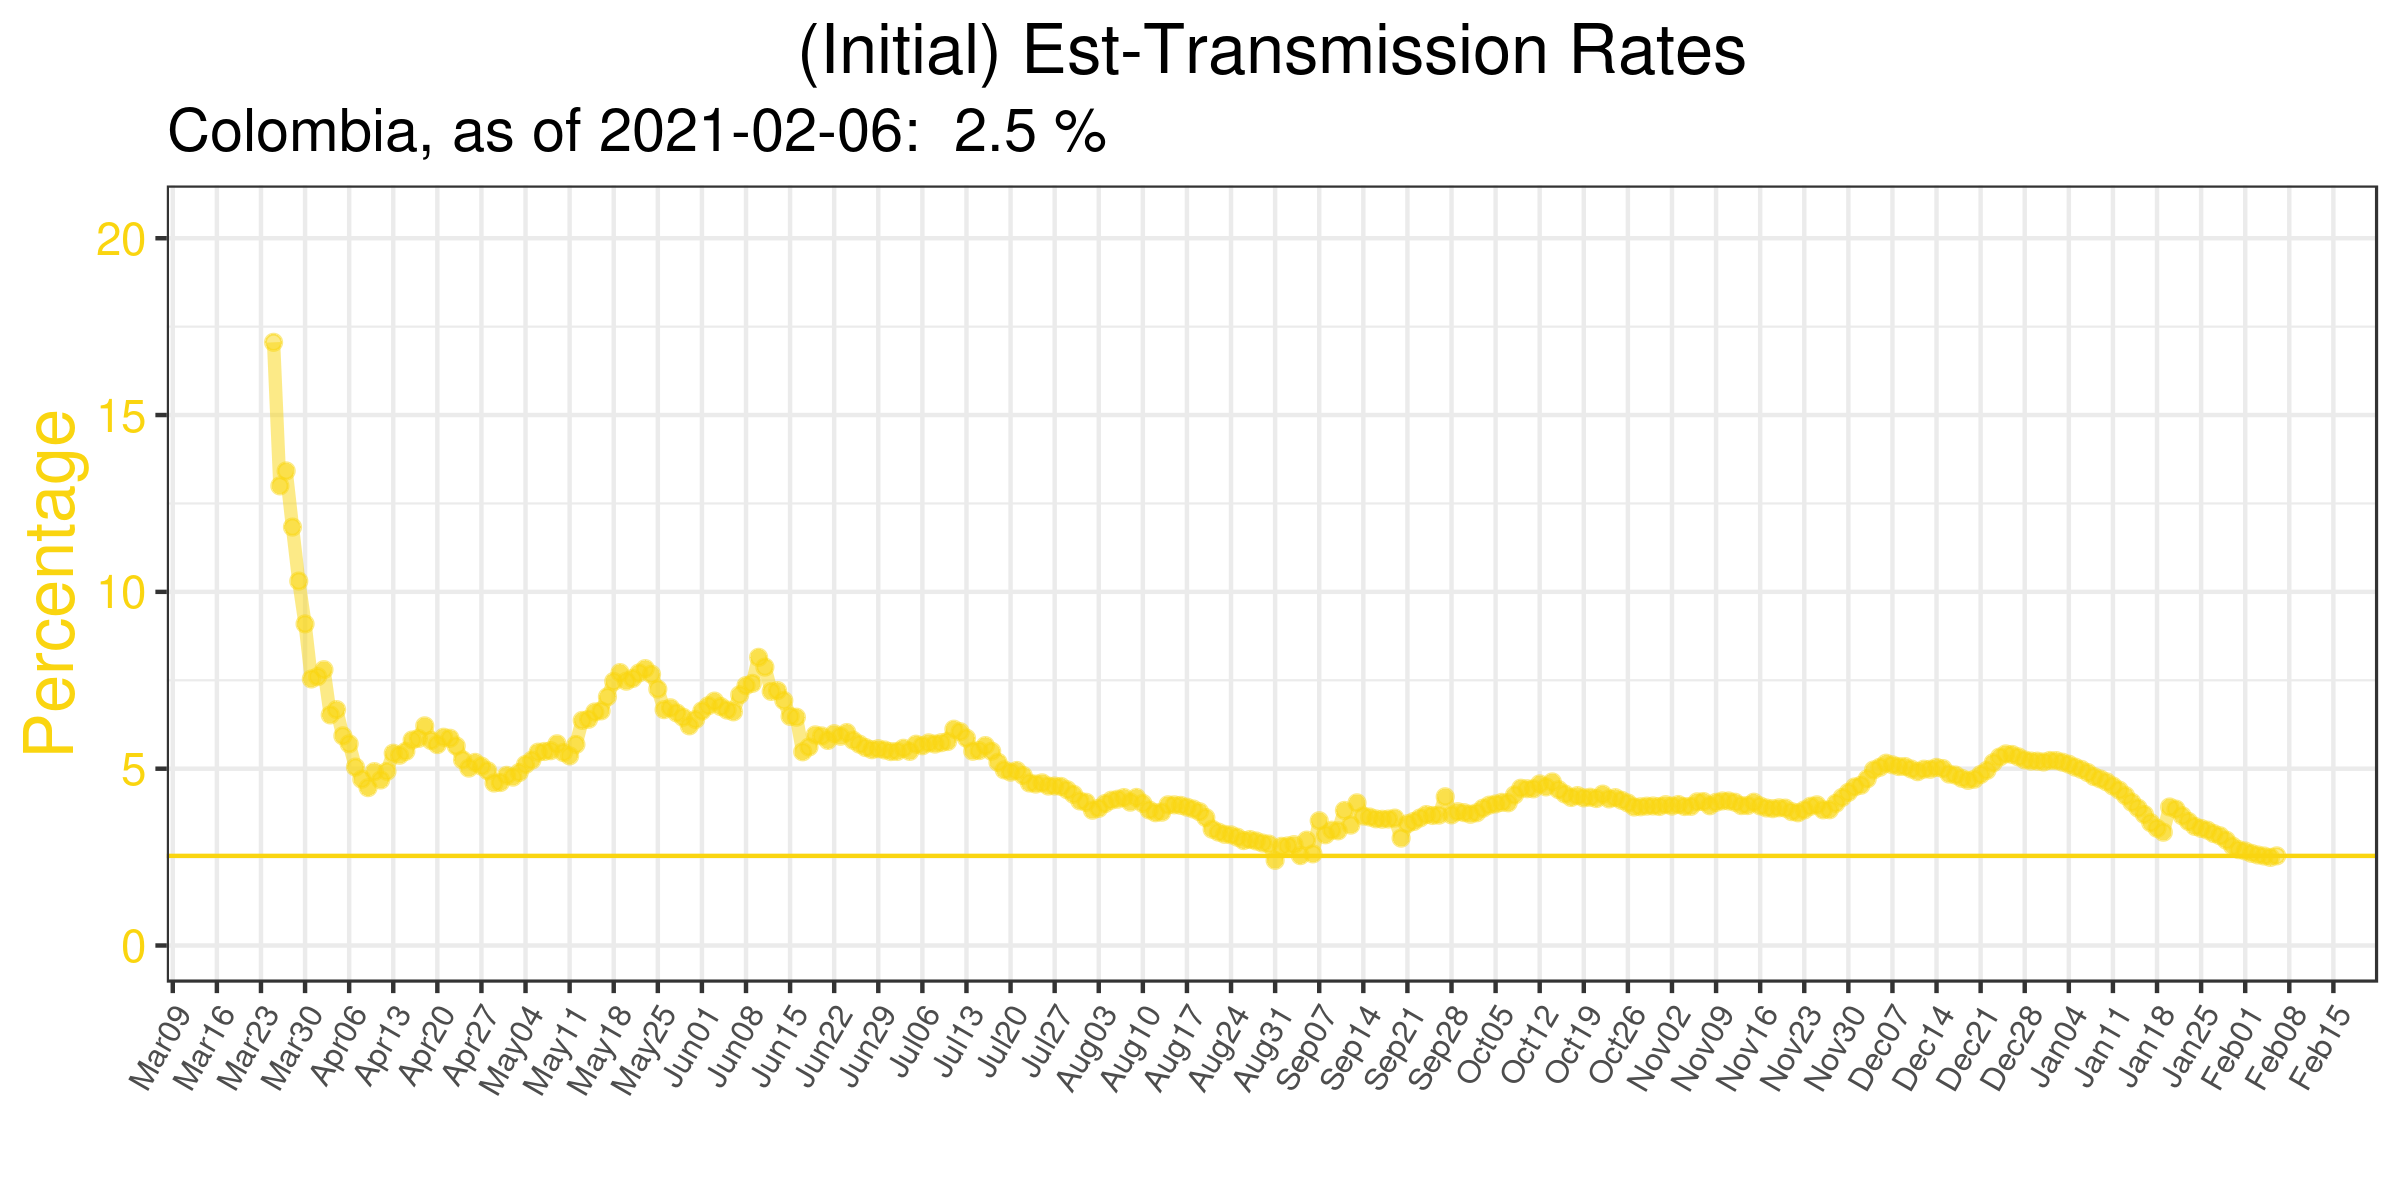 (Initial) Est-Transmission Rates
Colombia, as of 2021-02-06:  2.5 %
Percentage
20
15
10
5
0
Mar09
Mar16
Mar23
Mar30
Apr06
Apr13
Apr20
Apr27
May04
May11
May18
May25
Jun01
Jun08
Jun15
Jun22
Jun29
Jul06
Jul13
Jul20
Jul27
Aug03
Aug10
Aug17
Aug24
Aug31
Sep07
Sep14
Sep21
Sep28
Oct05
Oct12
Oct19
Oct26
Nov02
Nov09
Nov16
Nov23
Nov30
Dec07
Dec14
Dec21
Dec28
Jan04
Jan11
Jan18
Jan25
Feb01
Feb08
Feb15